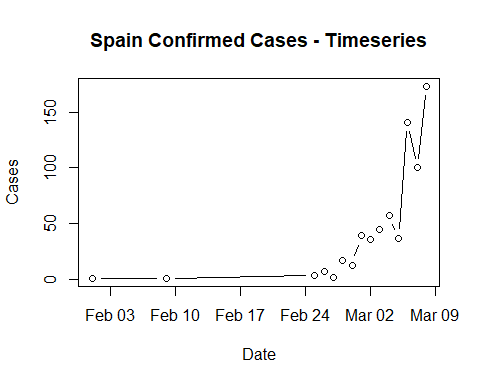 Spain Confirmed Cases - Timeseries
150
100
50
0
Cases
Feb 03 Feb 10 Feb 17 Feb 24 Mar 02 Mar 09
Date